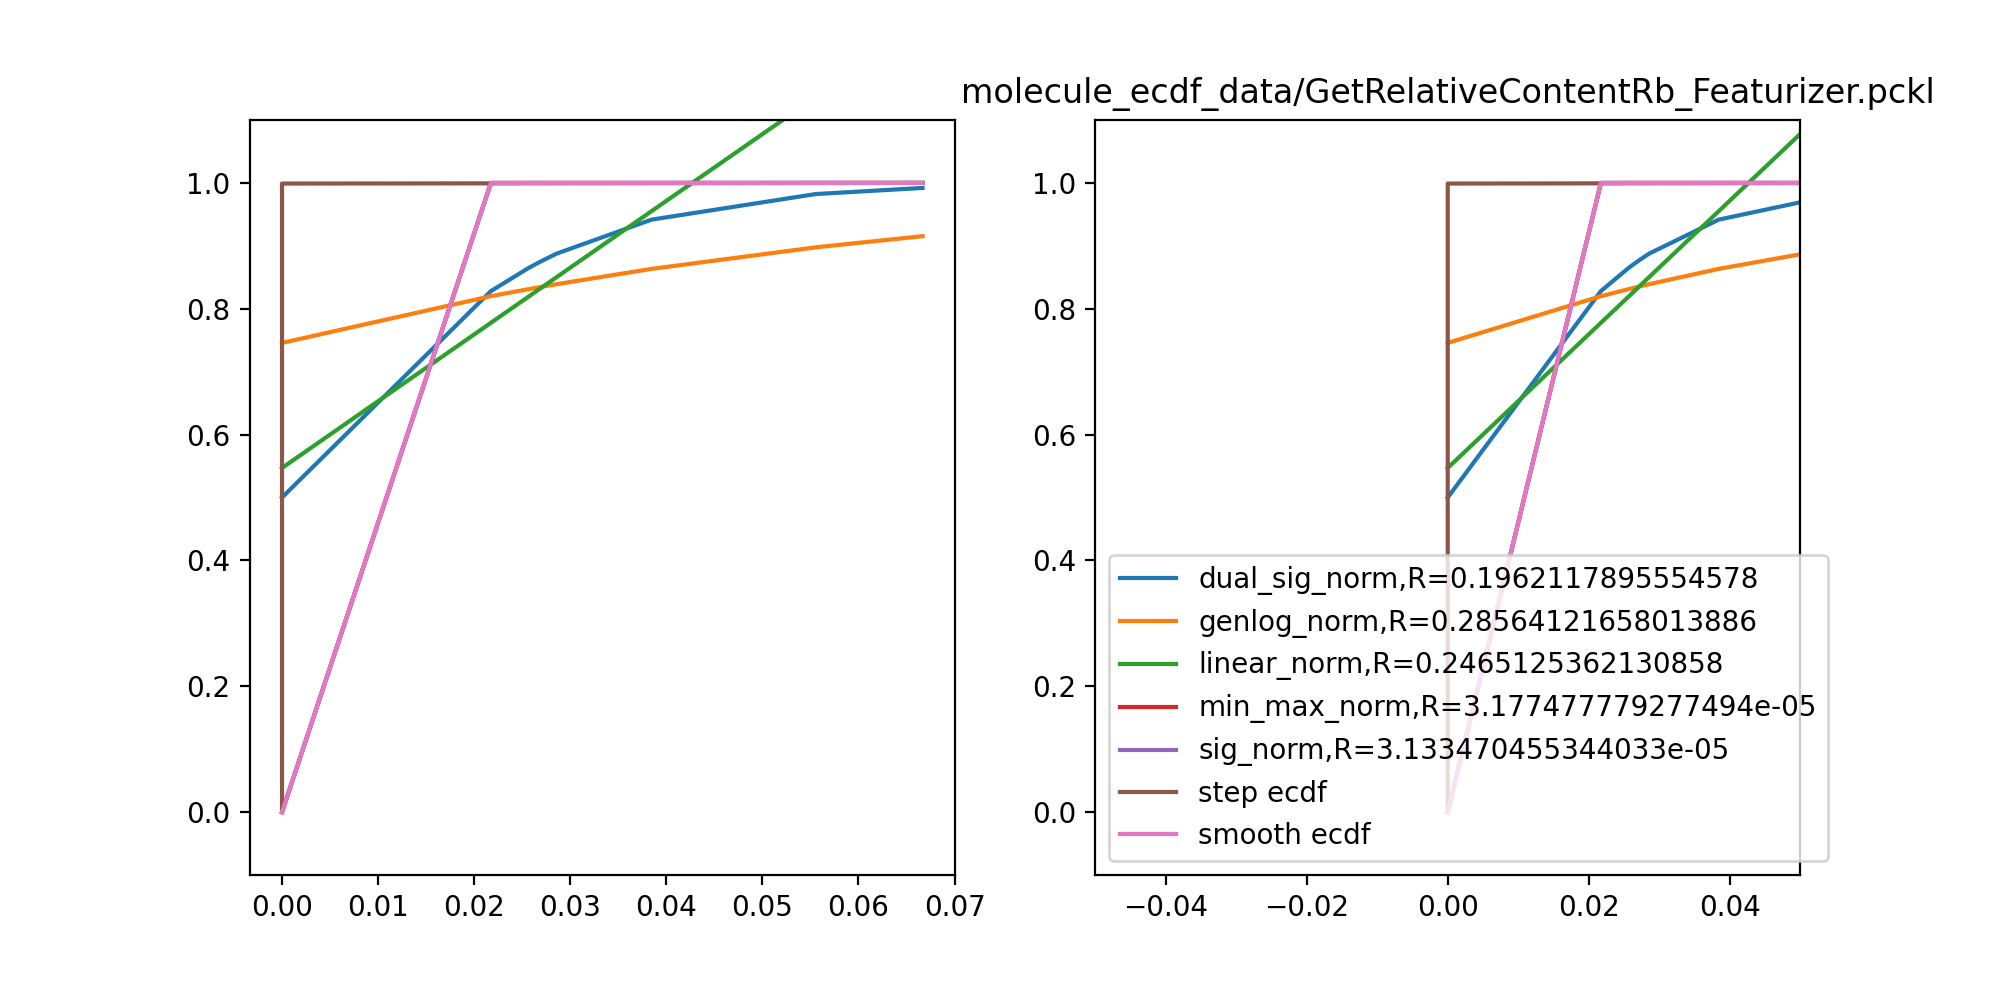 molecule_ecdf_data/GetRelativeContentRb_Featurizer.pckl
1.0
0.8
0.6
0.4
0.2
0.0
0.00 0.01 0.02 0.03 0.04 0.05 0.06 0.07
1.0
0.8
0.6
0.4
0.2
0.0
−0.04 −0.02 0.00 0.02 0.04
dual_sig_norm,R=0.1962117895554578
genlog_norm,R=0.28564121658013886
linear_norm,R=0.2465125362130858
min_max_norm,R=3.177477779277494e-05
sig_norm,R=3.133470455344033e-05
step ecdf
smooth ecdf